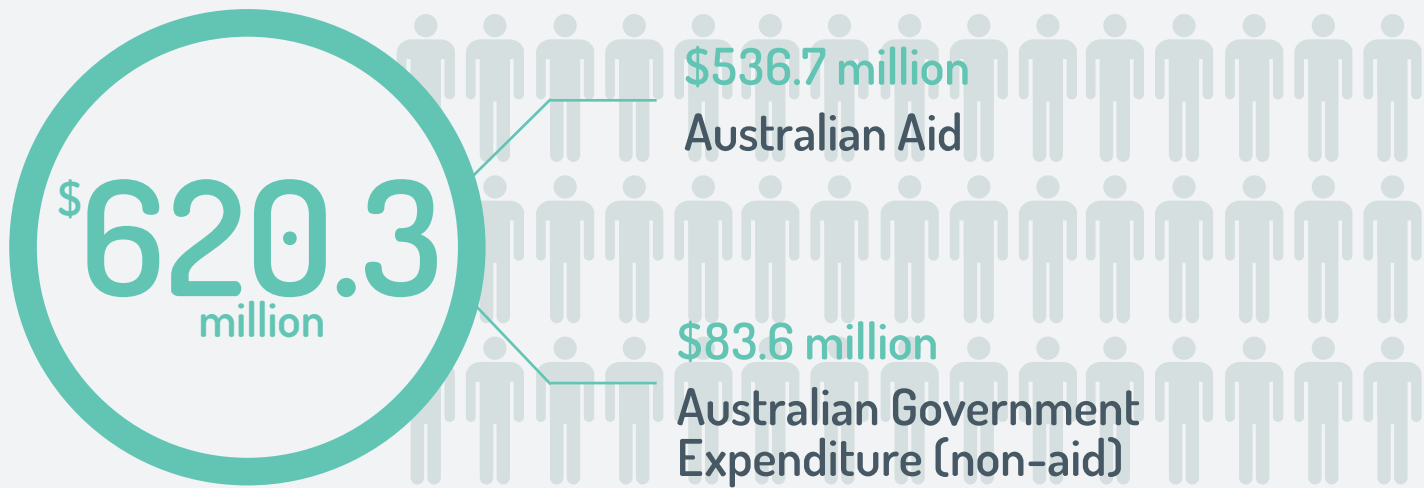 $620.3
million
$536.7 million
Australian Aid
$83.6 million
Australian Government
Expenditure (non-aid)